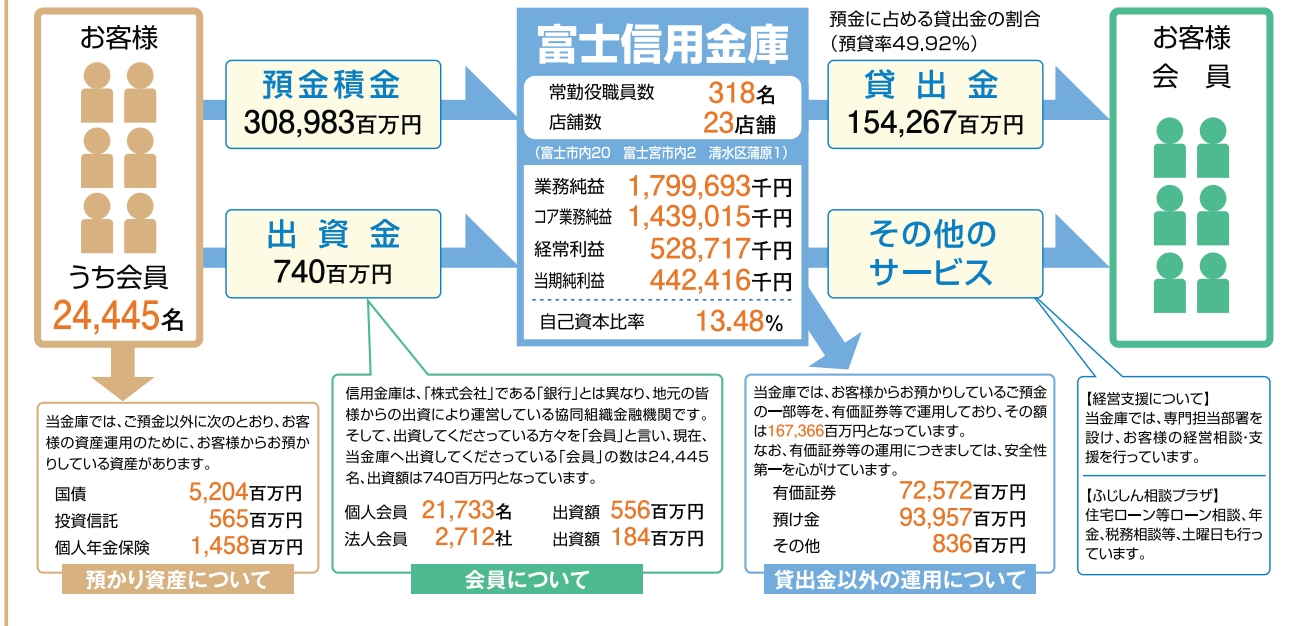 お客様
うち会員
24,445名
預金積金
308,983百万円
出資金
740百万円
富士信用金庫
常勤役職員数 318名
店舗数 23店舗
(富士市内20 富士宮市内2 清水区蒲原1)
業務純益 1,799,693千円
コア業務純益 1,439,015千円
経常利益 528,717千円
当期純利益 442,416千円
自己資本比率 13.48%
預金に占める貸出金の割合
(預貸率49.92%)
貸出金
154,267百万円
その他の
サービス
お客様
会員
当金庫では、ご預金以外に次のとおり、お客
様の資産運用のために、お客様からお預か
りしている資産があります。
国債 5,204百万円
投資信託 565百万円
個人年金保険 1,458百万円
預かり資産について
信用金庫は、「株式会社」である「銀行」とは異なり、地元の皆
様からの出資により運営している協同組織金融機関です。
そして、出資してくださっている方々を「会員」と言い、現在、
当金庫へ出資してくださっている「会員」の数は24,445
名、出資額は740百万円となっています。
個人会員 21,733名 出資額 556百万円
法人会員 2,712社 出資額 184百万円
会員について
当金庫では、お客様からお預かりしているご預金
の一部等を、有価証券等で運用しており、その額
は167,366百万円となっています。
なお、有価証券等の運用につきましては、安全性
第一を心がけています。
有価証券 72,572百万円
預け金 93,957百万円
その他 836百万円
貸出金以外の運用について
【経営支援について】
当金庫では、専門担当部署を
設け、お客様の経営相談・支
援を行っています。
【ふじしん相談プラザ】
住宅ローン等ローン相談、年
金、税務相談等、土曜日も行っ
ています。